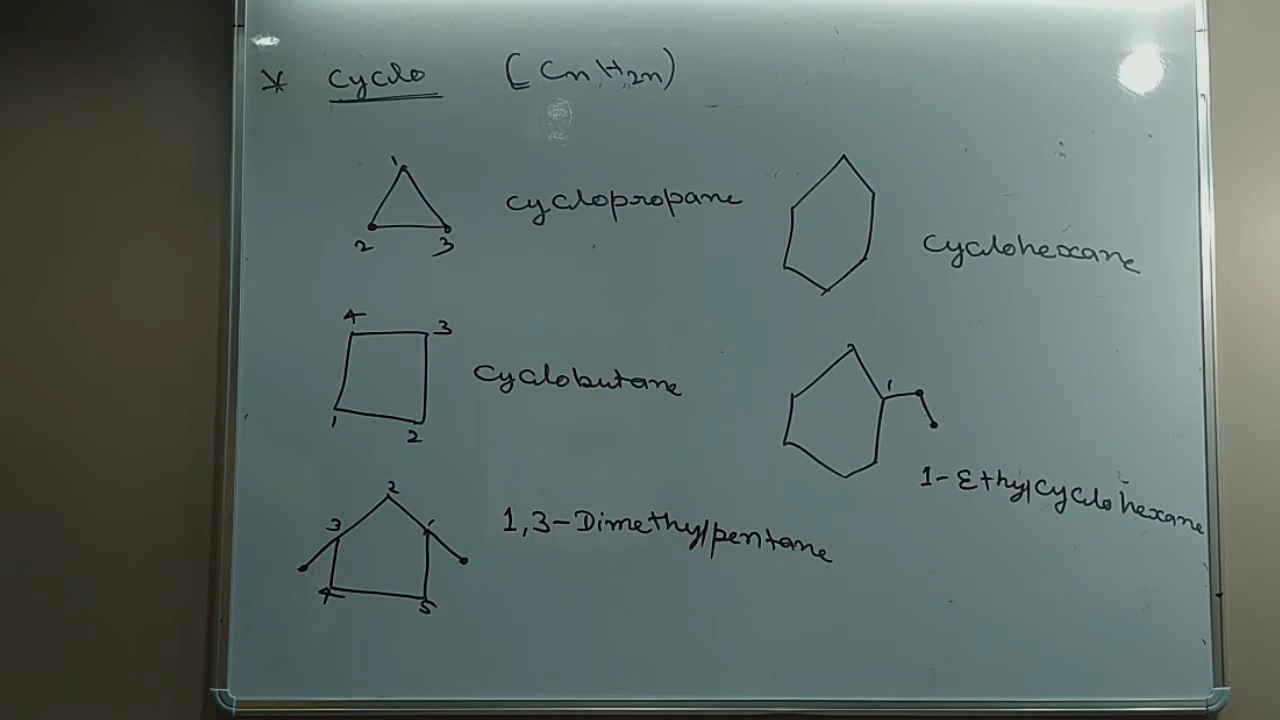 * Cyclo (CnH2n)
1
2 3
cyclopropane
cyclohexane
4 3
1 2
cyclobutane
1
1-Ethylcyclohexane
2
3 1
4 5
1,3-Dimethylpentane